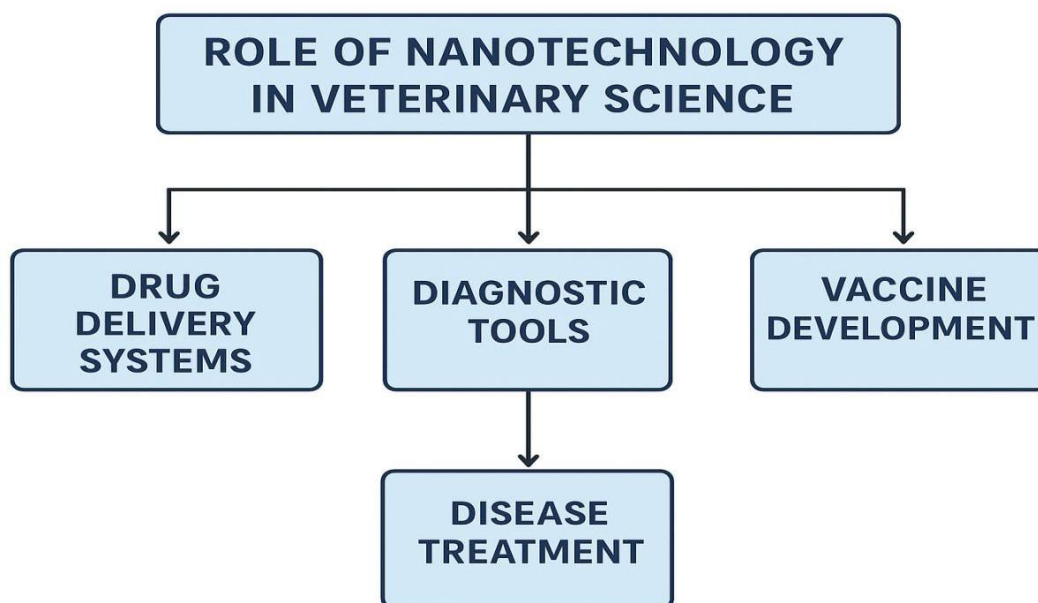 ROLE OF NANOTECHNOLOGY
IN VETERINARY SCIENCE
DRUG
DELIVERY
SYSTEMS
DIAGNOSTIC
TOOLS
VACCINE
DEVELOPMENT
DISEASE
TREATMENT